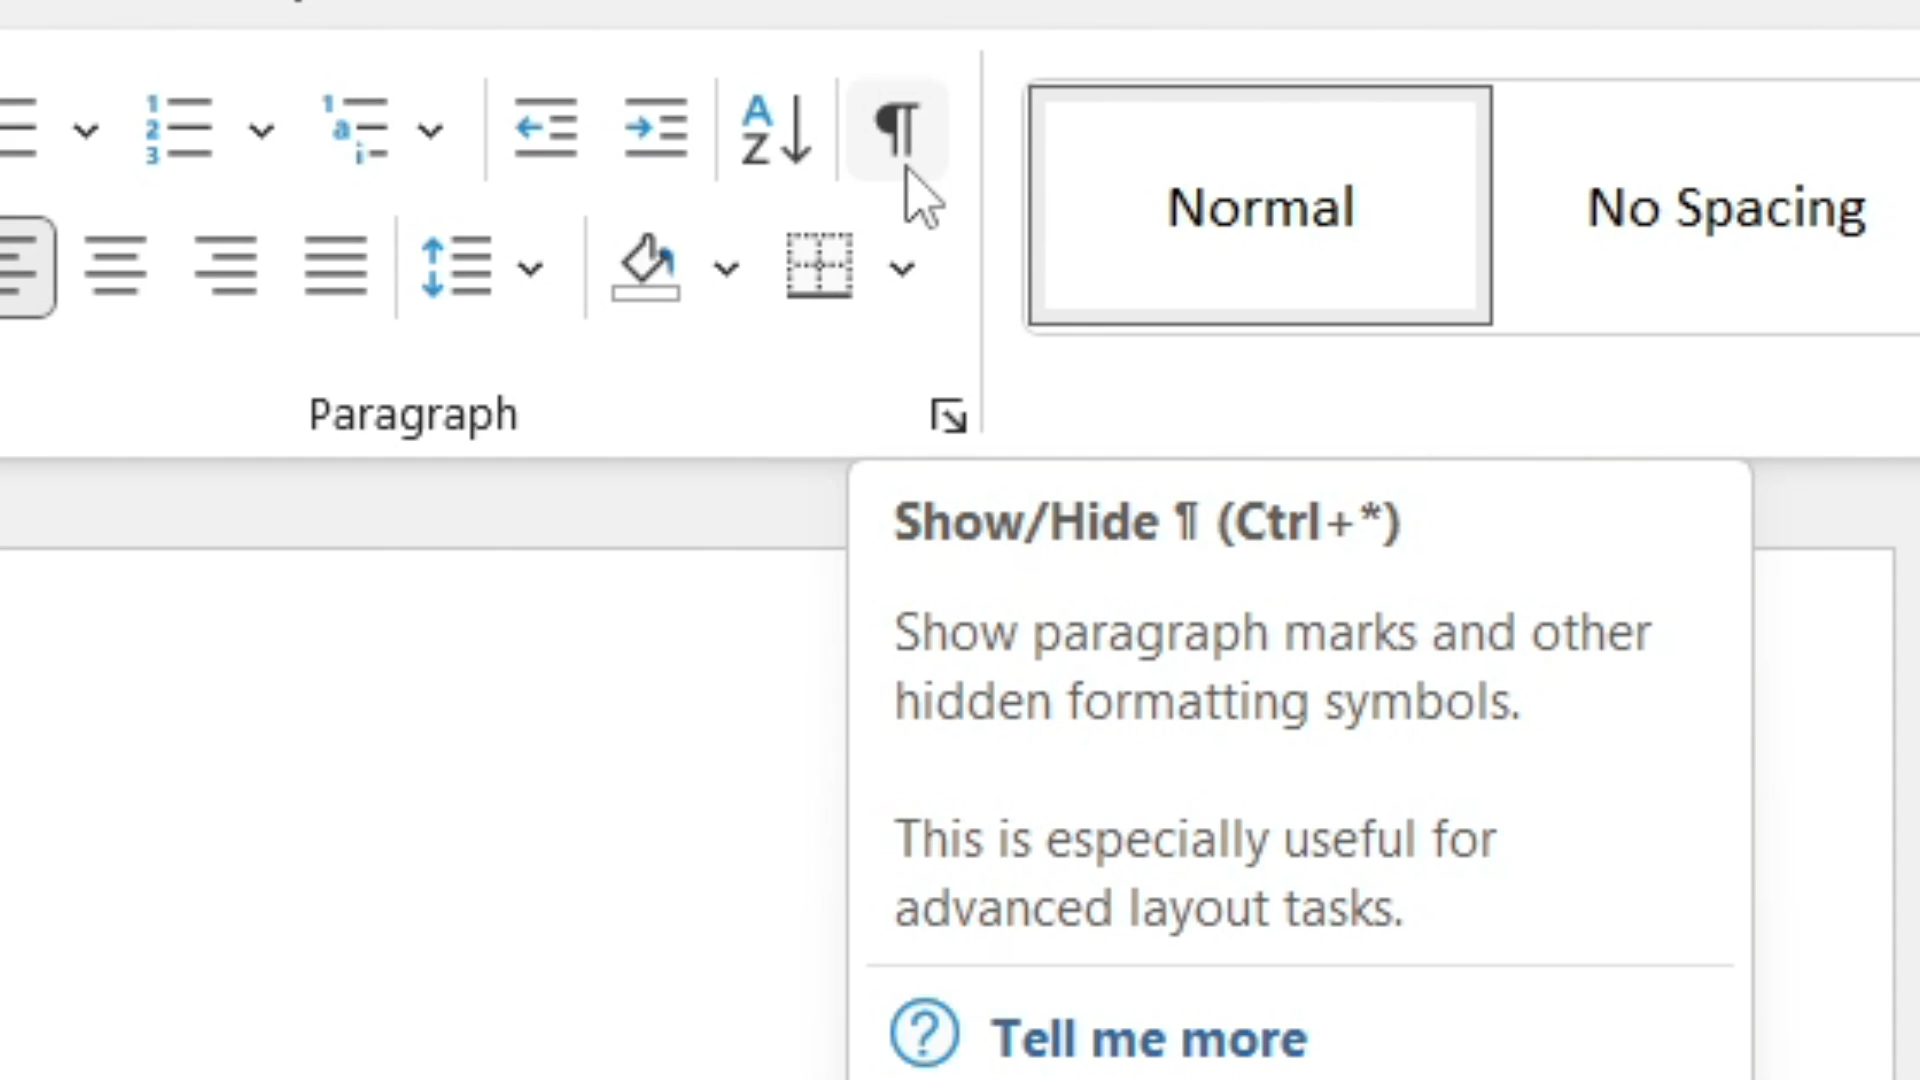 ¶
Normal
No Spacing
Paragraph
Show/Hide ¶ (Ctrl+*)
Show paragraph marks and other
hidden formatting symbols.
This is especially useful for
advanced layout tasks.
Tell me more